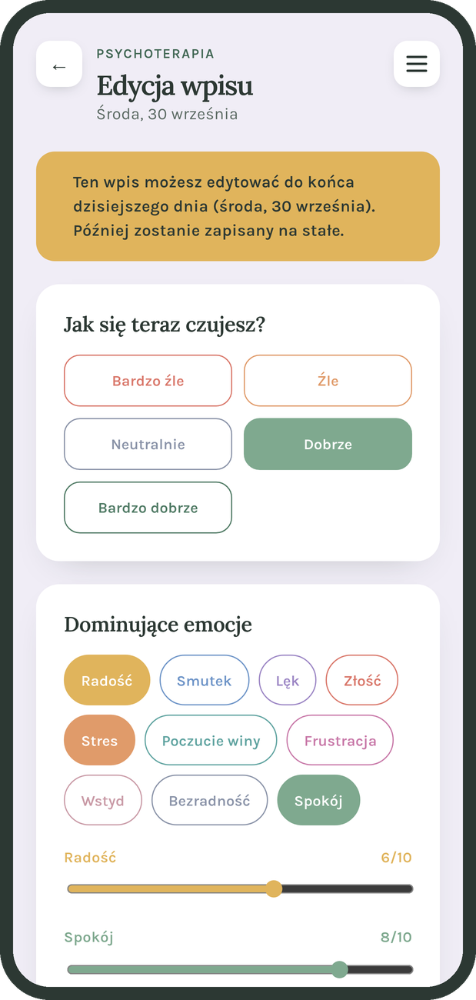 ←
PSYCHOTERAPIA
Edycja wpisu
Środa, 30 września
Ten wpis możesz edytować do końca
dzisiejszego dnia (środa, 30 września).
Później zostanie zapisany na stałe.
Jak się teraz czujesz?
Bardzo źle
Źle
Neutralnie
Dobrze
Bardzo dobrze
Dominujące emocje
Radość
Smutek
Lęk
Złość
Stres
Poczucie winy
Frustracja
Wstyd
Bezradność
Spokój
Radość 6/10
Spokój 8/10